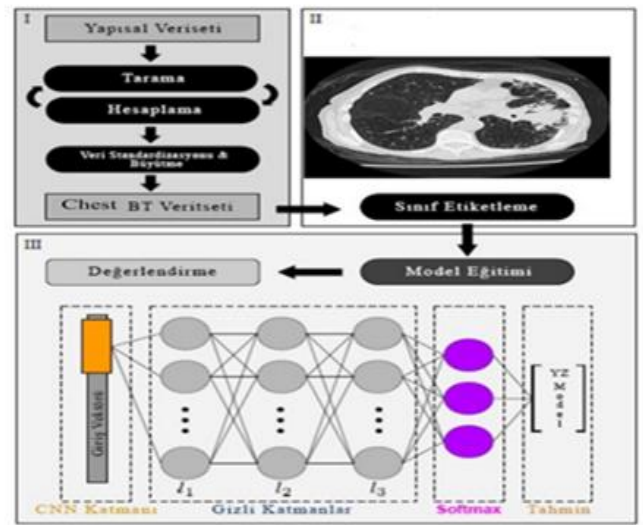 I
Yapısal Veriseti
Tarama
Hesaplama
Veri Standardizasyonu &
Büyütme
Chest BT Veritseti
II
Sınıf Etiketleme
III
Değerlendirme
Model Eğitimi
Giriş Vektörü
l1
l2
l3
YZ
CNN Katmanı
Gizli Katmanlar
Softmax
Tahmin